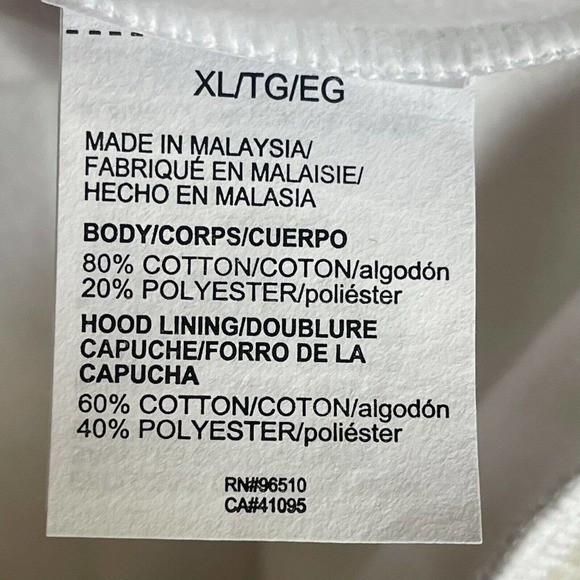 XL/TG/EG
MADE IN MALAYSIA/
FABRIQUÉ EN MALAISIE/
HECHO EN MALASIA
BODY/CORPS/CUERPO
80% COTTON/COTON/algodón
20% POLYESTER/poliéster
HOOD LINING/DOUBLURE
CAPUCHE/FORRO DE LA
CAPUCHA
60% COTTON/COTON/algodón
40% POLYESTER/poliéster
RN#96510
CA#41095